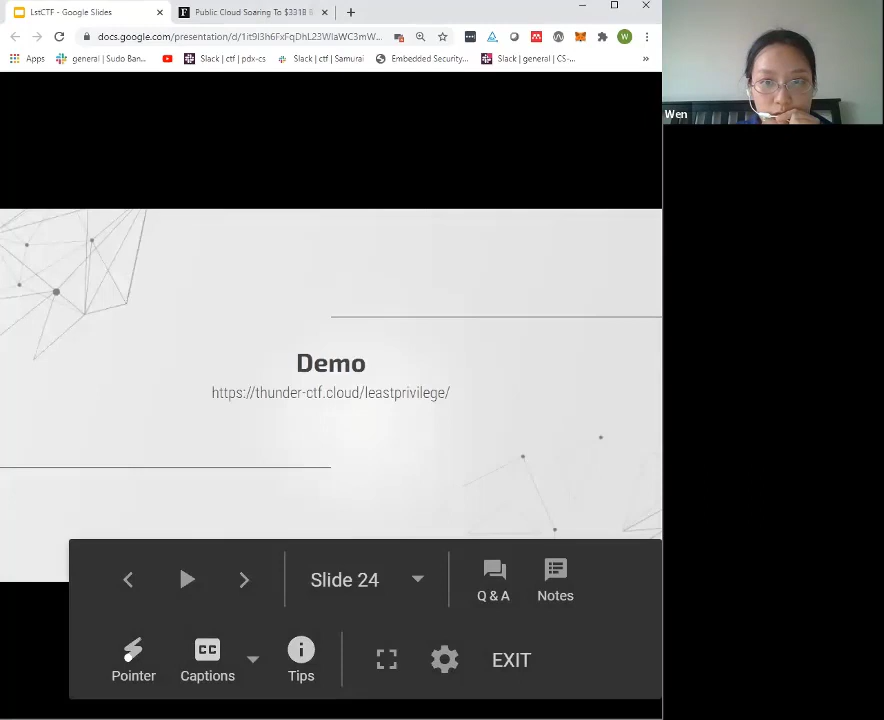 LstCTF - Google Slides
Public Cloud Soaring To $331B B
docs.google.com/presentation/d/1it9I3h6FxFqDhL23WlaWC3mW...
Apps
general | Sudo Ban...
Slack | ctf | pdx-cs
Slack | ctf | Samurai
Embedded Security...
Slack | general | CS-...
»
W
Wen
Demo
https://thunder-ctf.cloud/leastprivilege/
Slide 24
Q & A
Notes
Pointer
CC
Captions
Tips
EXIT